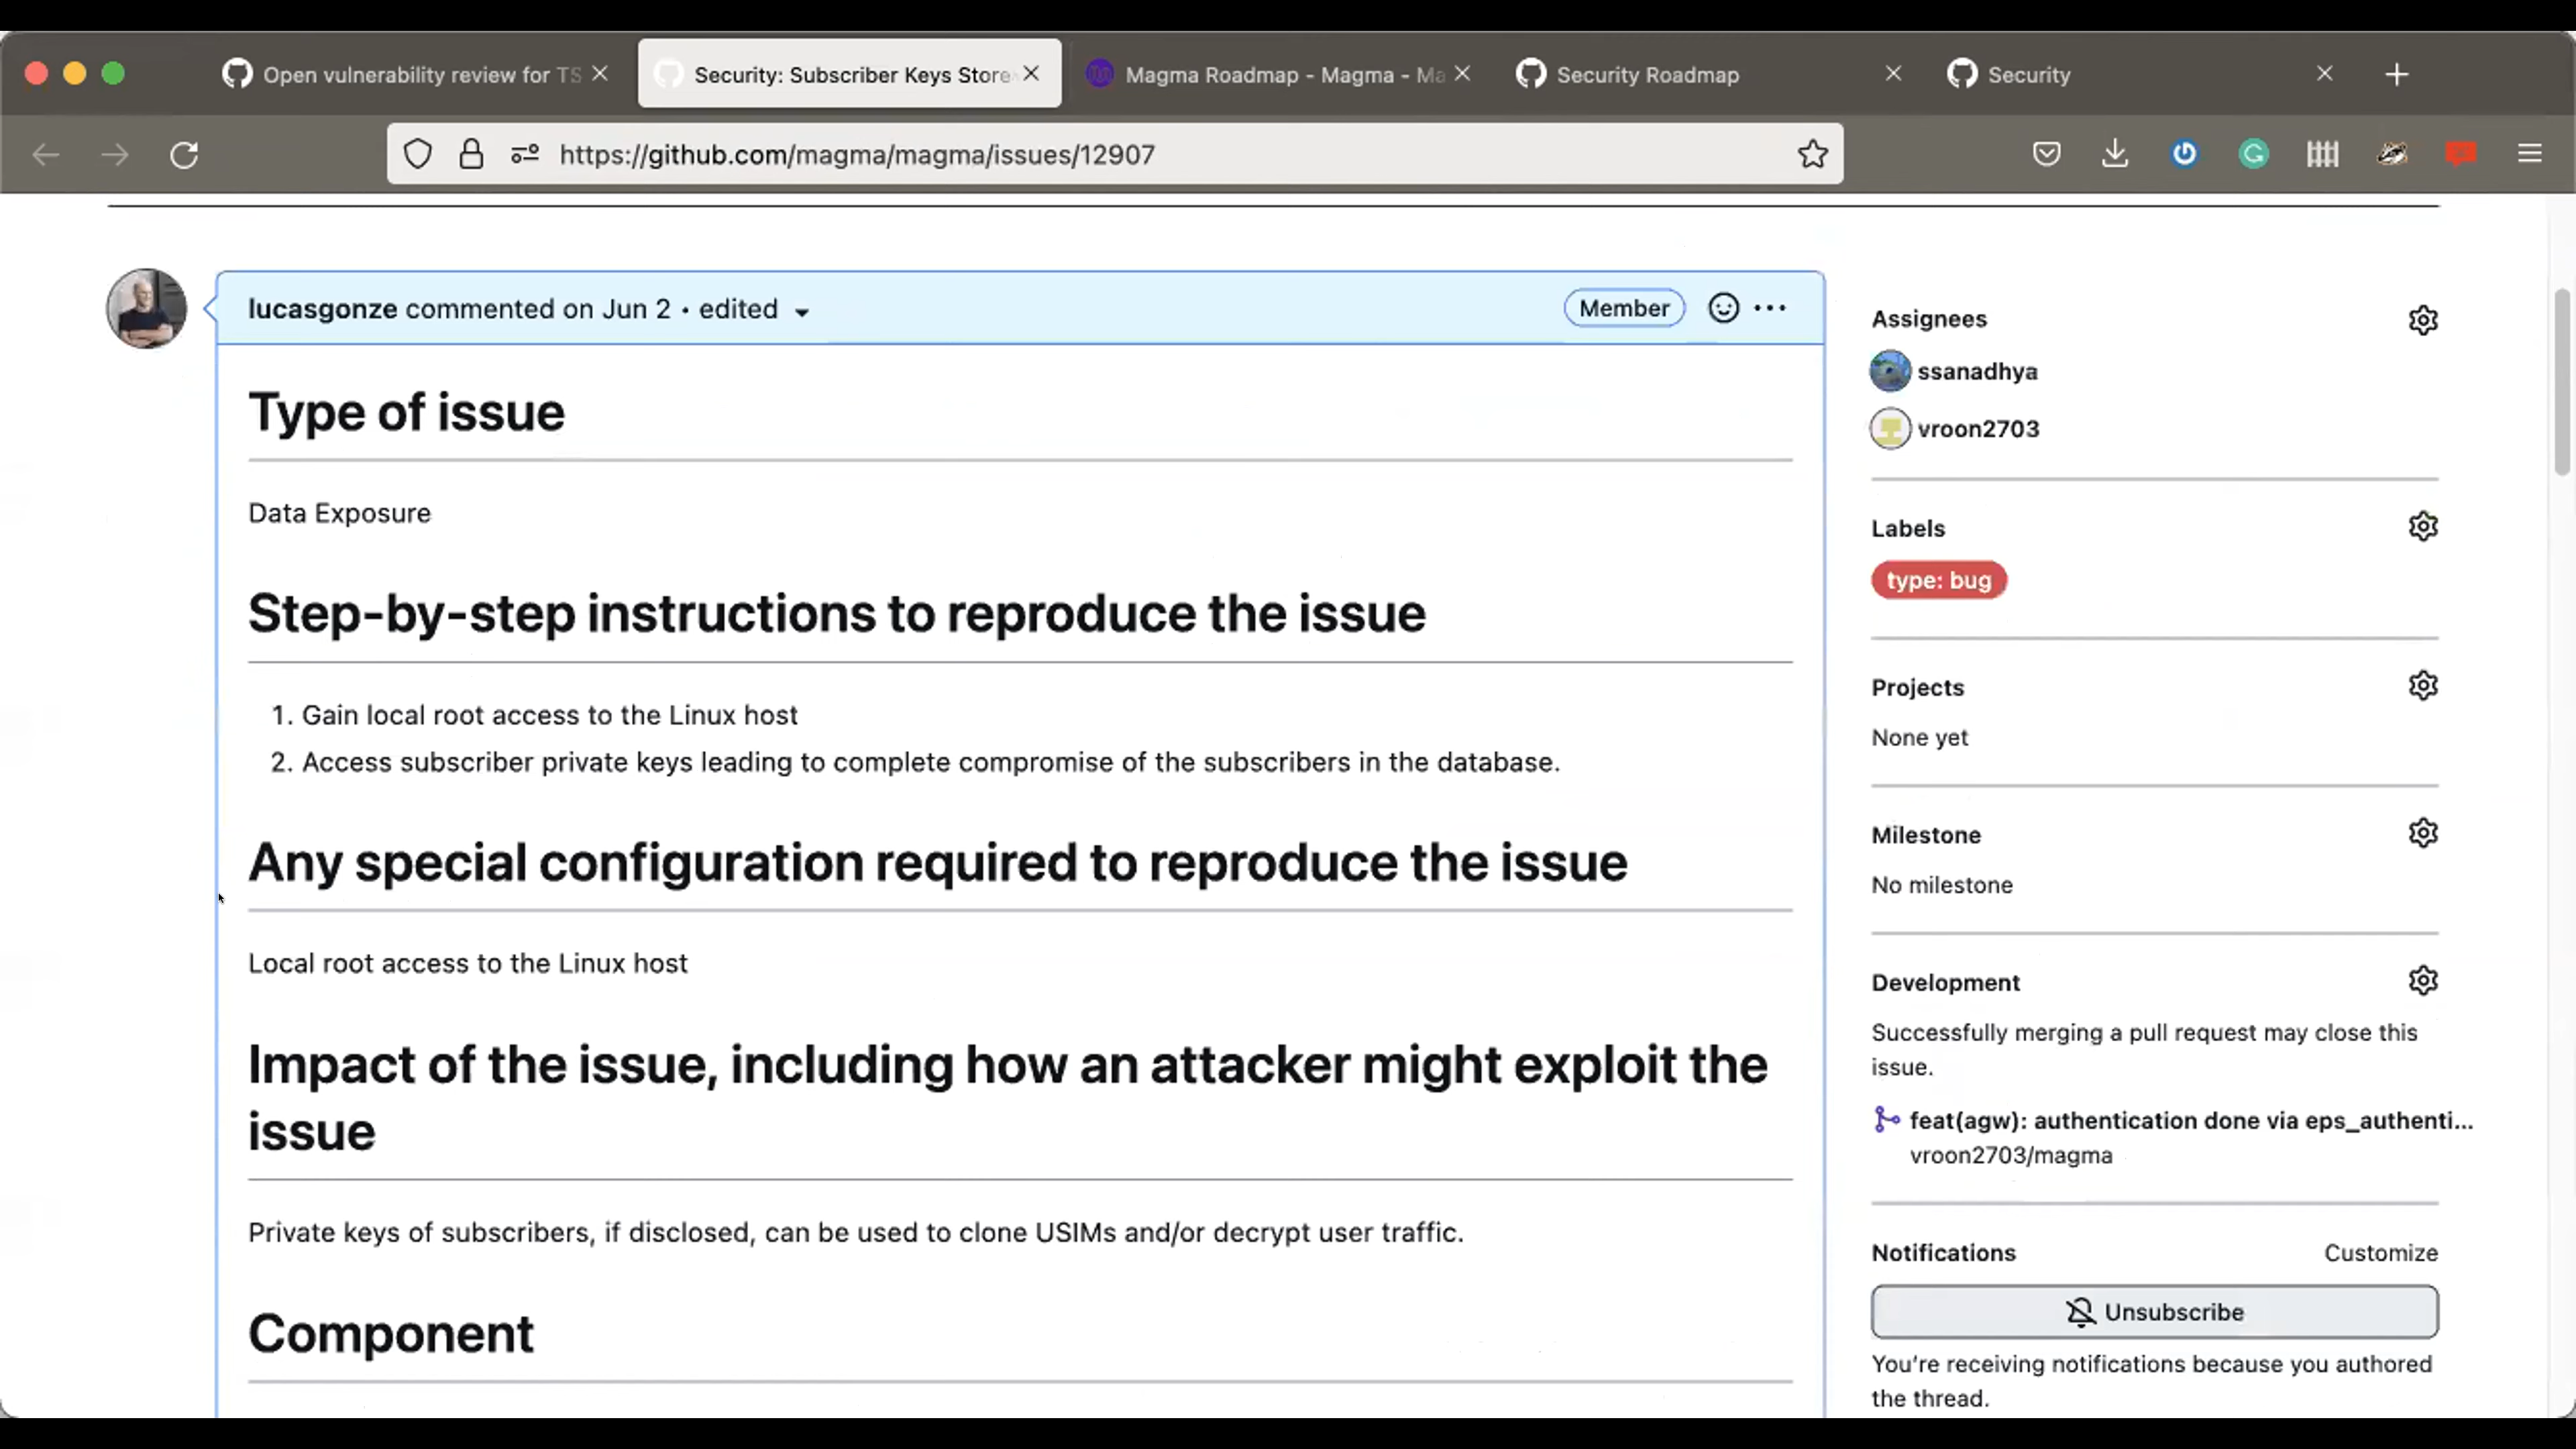 Open vulnerability review for TS
Security: Subscriber Keys Store
Magma Roadmap - Magma - Ma
Security Roadmap
Security
https://github.com/magma/magma/issues/12907
lucasgonze commented on Jun 2 • edited
Member
Type of issue
Data Exposure
Step-by-step instructions to reproduce the issue
1. Gain local root access to the Linux host
2. Access subscriber private keys leading to complete compromise of the subscribers in the database.
Any special configuration required to reproduce the issue
Local root access to the Linux host
Impact of the issue, including how an attacker might exploit the
issue
Private keys of subscribers, if disclosed, can be used to clone USIMs and/or decrypt user traffic.
Component
Assignees
ssanadhya
vroon2703
Labels
type: bug
Projects
None yet
Milestone
No milestone
Development
Successfully merging a pull request may close this
issue.
feat(agw): authentication done via eps_authenti...
vroon2703/magma
Notifications
Customize
Unsubscribe
You're receiving notifications because you authored
the thread.